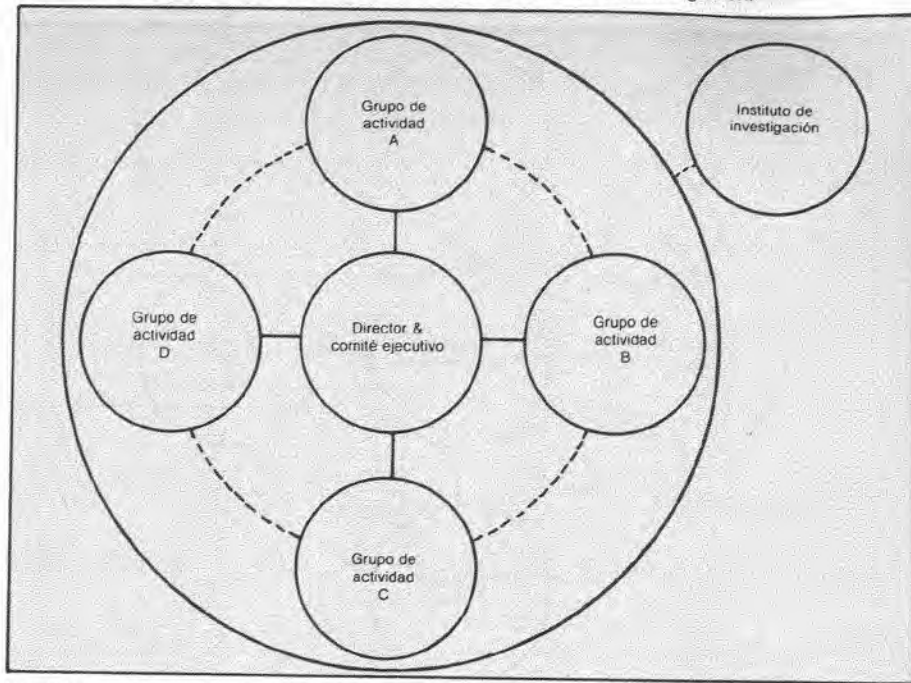 Grupo de
actividad
A
Instituto de
investigación
Grupo de
actividad
D
Director &
comité ejecutivo
Grupo de
actividad
B
Grupo de
actividad
C